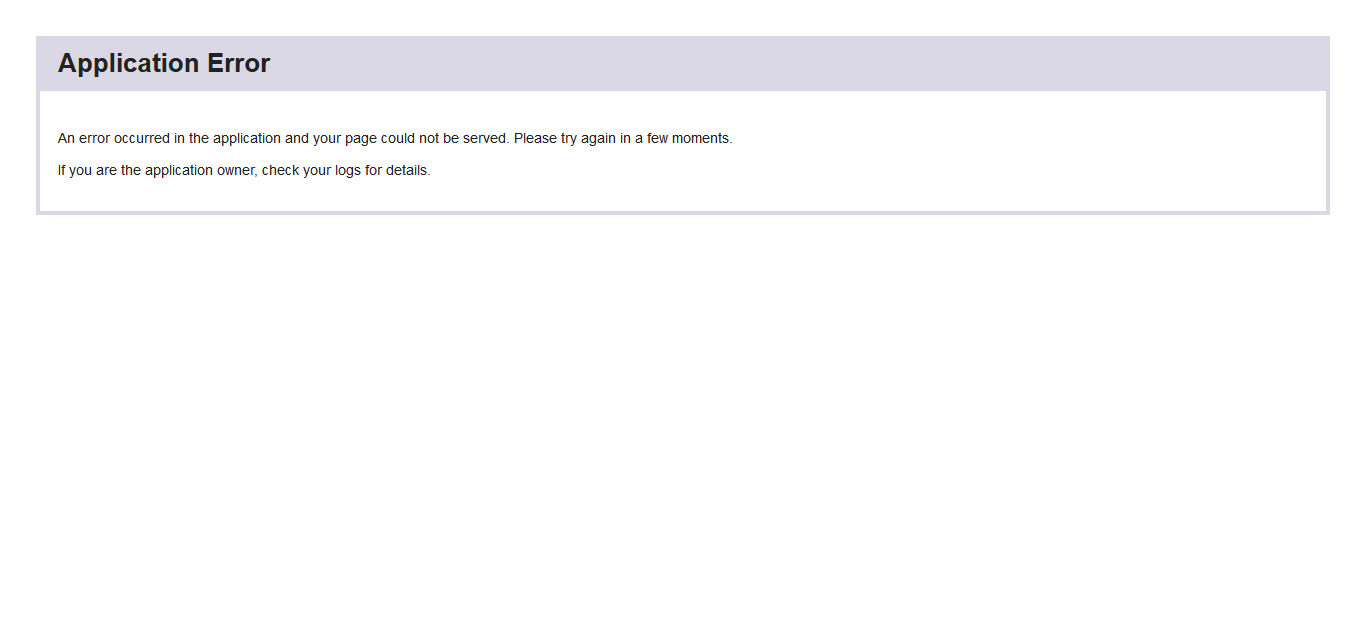 Application Error
An error occurred in the application and your page could not be served. Please try again in a few moments.
If you are the application owner, check your logs for details.